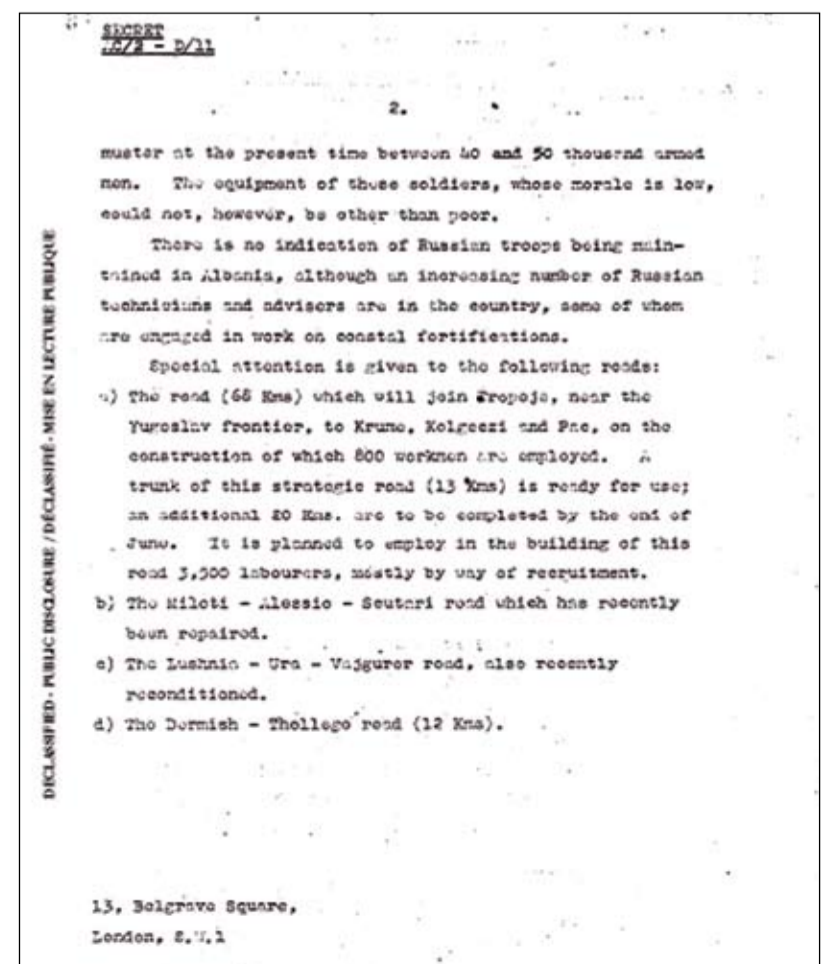 SECRET
AC/2 - D/11
2.
muster at the present time between 40 and 50 thousand armed
men. The equipment of these soldiers, whose morale is low,
could not, however, be other than poor.
There is no indication of Russian troops being main-
tained in Albania, although an increasing number of Russian
technicians and advisers are in the country, some of whom
are engaged in work on coastal fortifications.
Special attention is given to the following roads:
a) The road (68 Kms) which will join Tropoje, near the
Yugoslav frontier, to Krume, Kolgeczi and Pac, on the
construction of which 800 workmen are employed. A
trunk of this strategic road (13 Kms) is ready for use;
an additional 20 Kms. are to be completed by the end of
June. It is planned to employ in the building of this
road 3,500 labourers, mostly by way of recruitment.
b) The Miloti - Alessio - Scutari road which has recently
been repaired.
c) The Lushnia - Ura - Vajguror road, also recently
reconditioned.
d) The Dermish - Thollego road (12 Kms).
13, Belgrave Square,
London, S.W.1
DECLASSIFIED - PUBLIC DISCLOSURE / DÉCLASSIFIÉ - MISE EN LECTURE PUBLIQUE